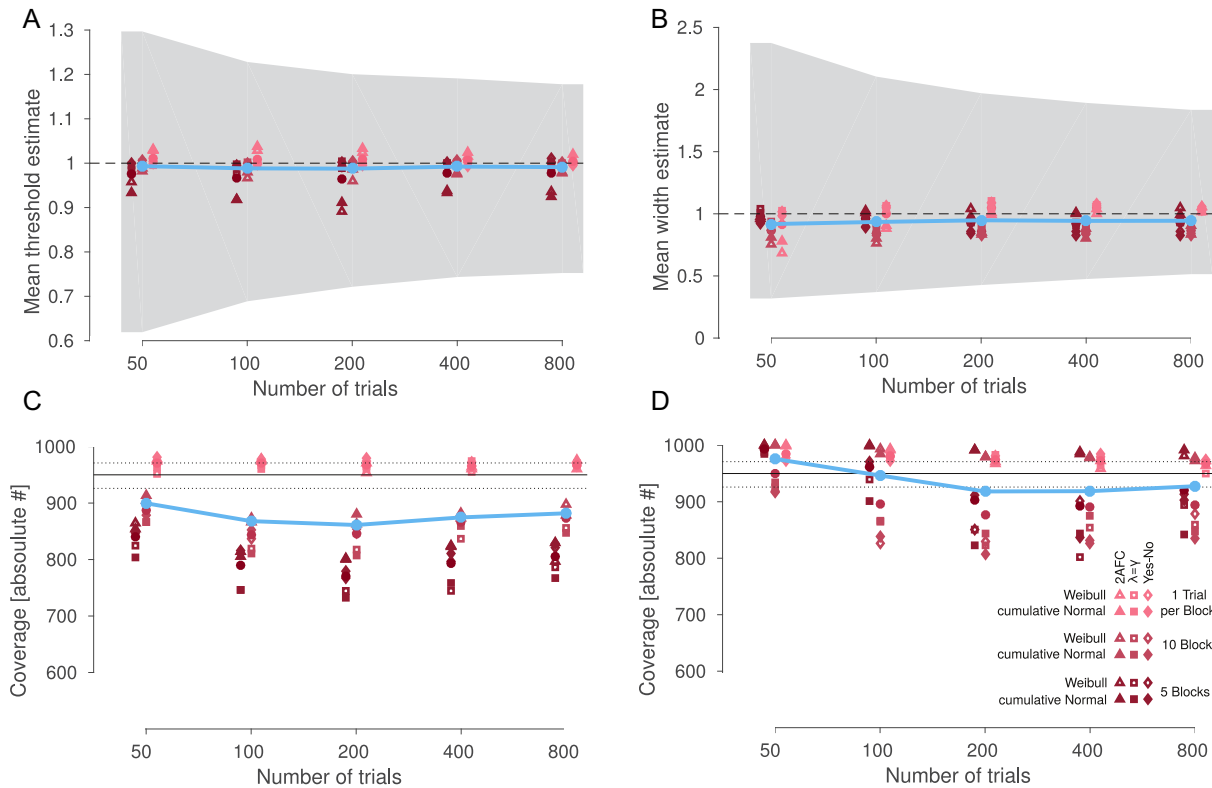 A
1.3
1.2
1.1
1
0.9
0.8
0.7
0.6
Mean threshold estimate
50
100
200
400
800
Number of trials
B
2.5
2
1.5
1
0.5
0
Mean width estimate
50
100
200
400
800
Number of trials
C
1000
900
800
700
600
Coverage [absoulute #]
50
100
200
400
800
Number of trials
D
1000
900
800
700
600
Coverage [absolute #]
50
100
200
400
800
Number of trials
2AFC
λ=γ
Yes-No
Weibull
cumulative Normal
1 Trial
per Block
Weibull
cumulative Normal
10 Block
Weibull
cumulative Normal
5 Blocks